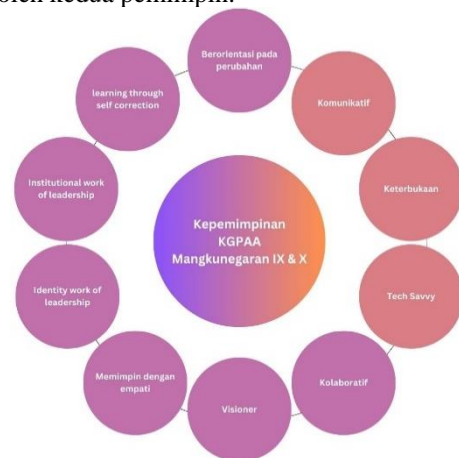 oleh kedua pemimpin.
Berorientasi pada
perubahan
Komunikatif
Keterbukaan
Tech Savvy
Kolaboratif
Visioner
Memimpin dengan
empati
Identity work of
leadership
Institutional work
of leadership
learning through
self correction
Kepemimpinan
KGPAA
Mangkunegaran IX & X